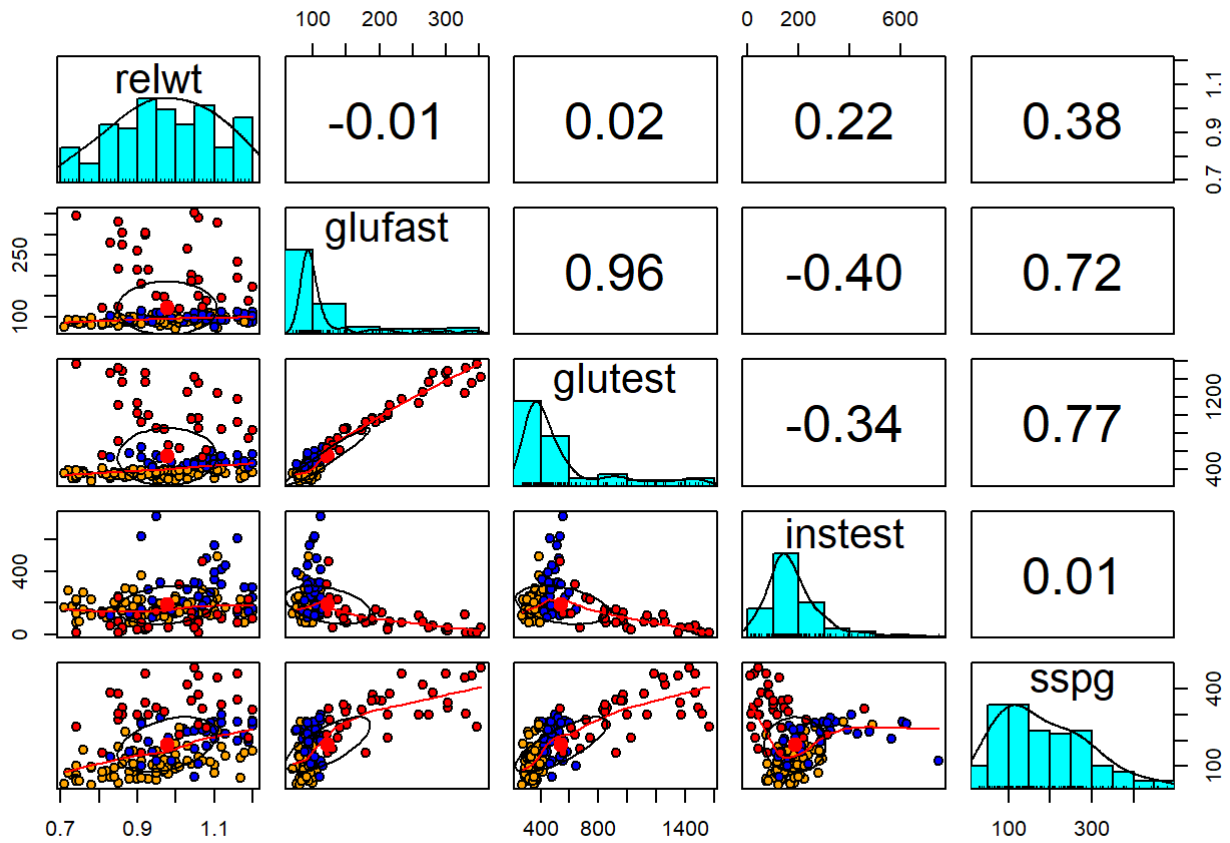 100 200 300 0 200 600
relwt -0.01 0.02 0.22 0.38 0.7 0.9 1.1
100 250 glufast 0.96 -0.40 0.72
glutest -0.34 0.77 400 1200
0 400 instest 0.01
sspg 100 400
0.7 0.9 1.1 400 800 1400 100 300